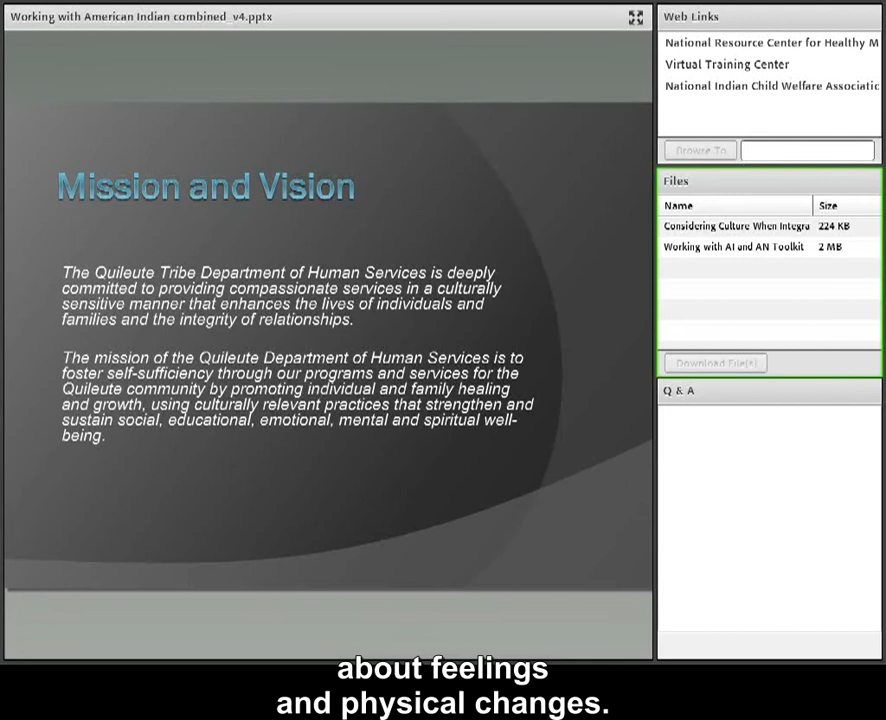 Working with American Indian combined_v4.pptx
Mission and Vision
The Quileute Tribe Department of Human Services is deeply
committed to providing compassionate services in a culturally
sensitive manner that enhances the lives of individuals and
families and the integrity of relationships.
The mission of the Quileute Department of Human Services is to
foster self-sufficiency through our programs and services for the
Quileute community by promoting individual and family healing
and growth, using culturally relevant practices that strengthen and
sustain social, educational, emotional, mental and spiritual well-
being.
Web Links
National Resource Center for Healthy M
Virtual Training Center
National Indian Child Welfare Associatic
Browse To
Files
Name Size
Considering Culture When Integra 224 KB
Working with AI and AN Toolkit 2 MB
Download File(s)
Q & A
about feelings
and physical changes.